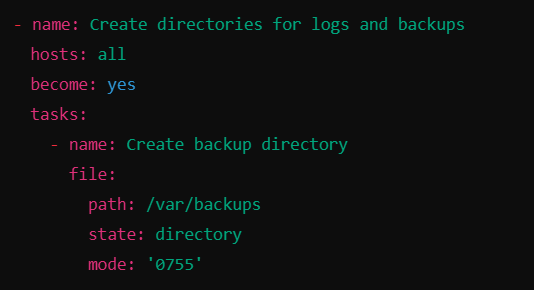 - name: Create directories for logs and backups
  hosts: all
  become: yes
  tasks:
    - name: Create backup directory
      file:
        path: /var/backups
        state: directory
        mode: '0755'